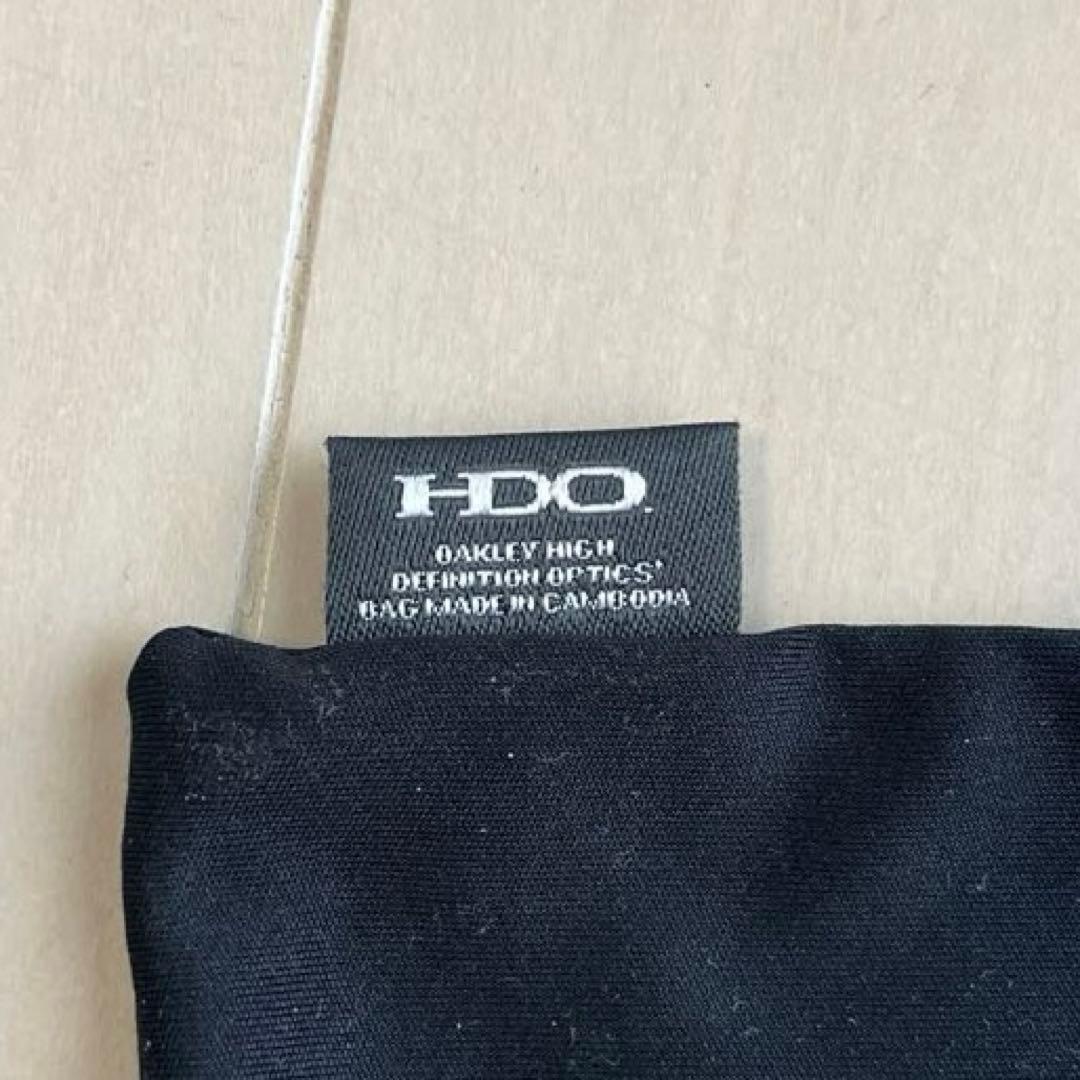 HDO.
OAKLEY HIGH
DEFINITION OPTICS®
BAG MADE IN CAMBODIA